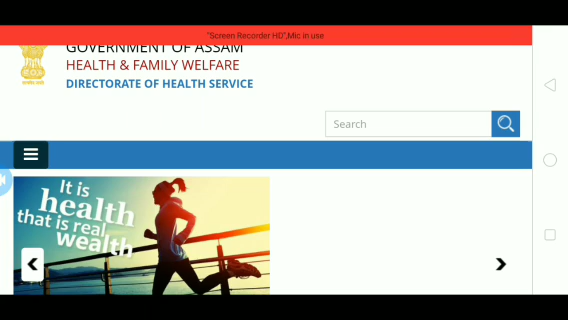 "Screen Recorder HD",Mic in use
GOVERNMENT OF ASSAM
HEALTH & FAMILY WELFARE
DIRECTORATE OF HEALTH SERVICE
Search
It is
health
that is real
wealth